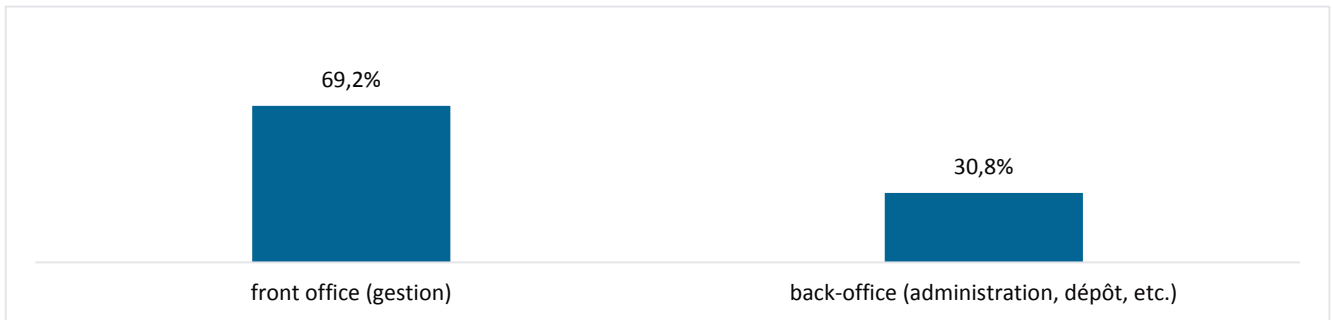 69,2%
30,8%
front office (gestion)
back-office (administration, dépôt, etc.)